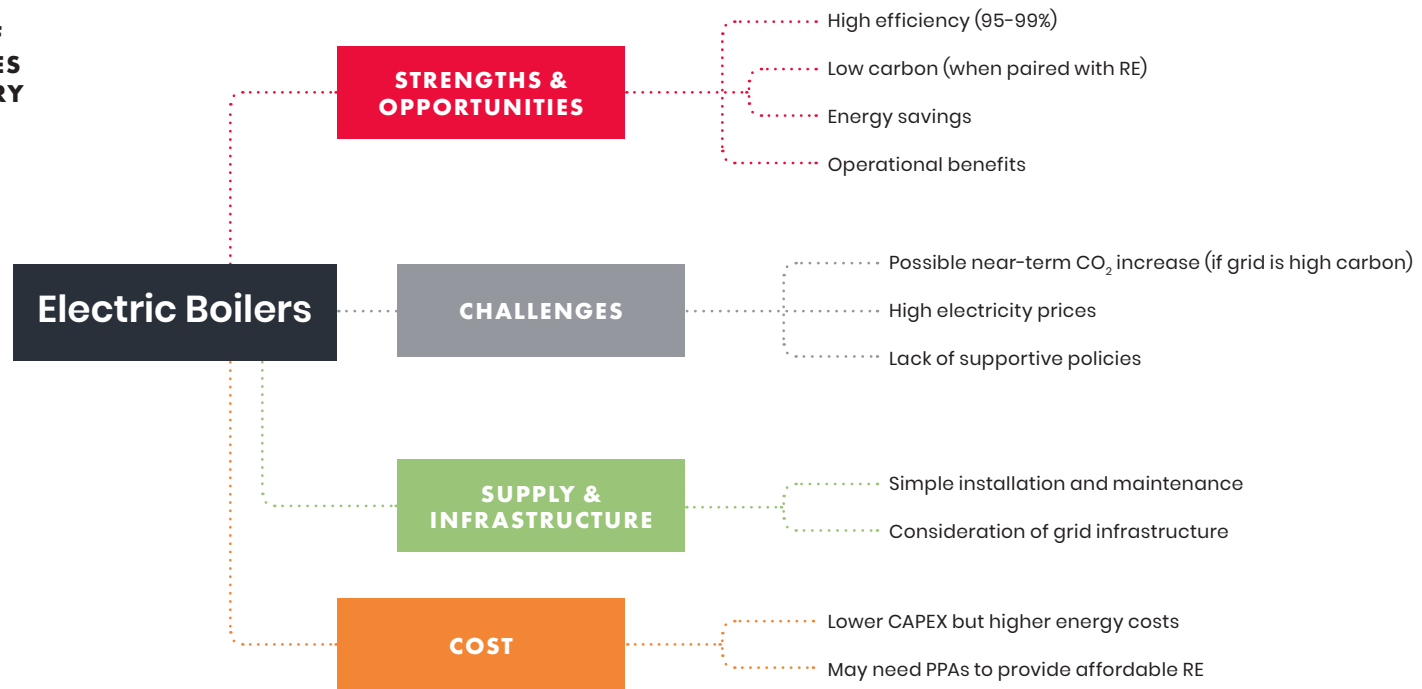 Electric Boilers
STRENGTHS &
OPPORTUNITIES
High efficiency (95-99%)
Low carbon (when paired with RE)
Energy savings
Operational benefits
CHALLENGES
Possible near-term CO₂ increase (if grid is high carbon)
High electricity prices
Lack of supportive policies
SUPPLY &
INFRASTRUCTURE
Simple installation and maintenance
Consideration of grid infrastructure
COST
Lower CAPEX but higher energy costs
May need PPAs to provide affordable RE